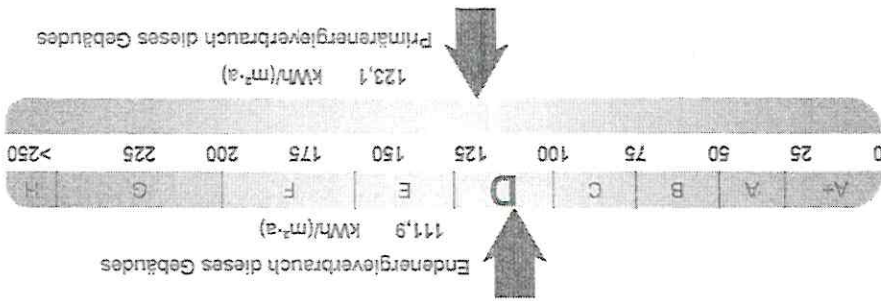 Endenergieverbrauch dieses Gebäudes
111,9 kWh/(m²·a)
A+ A B C D E F G H
0 25 50 75 100 125 150 175 200 225 >250
123,1 kWh/(m²·a)
Primärenergieverbrauch dieses Gebäudes